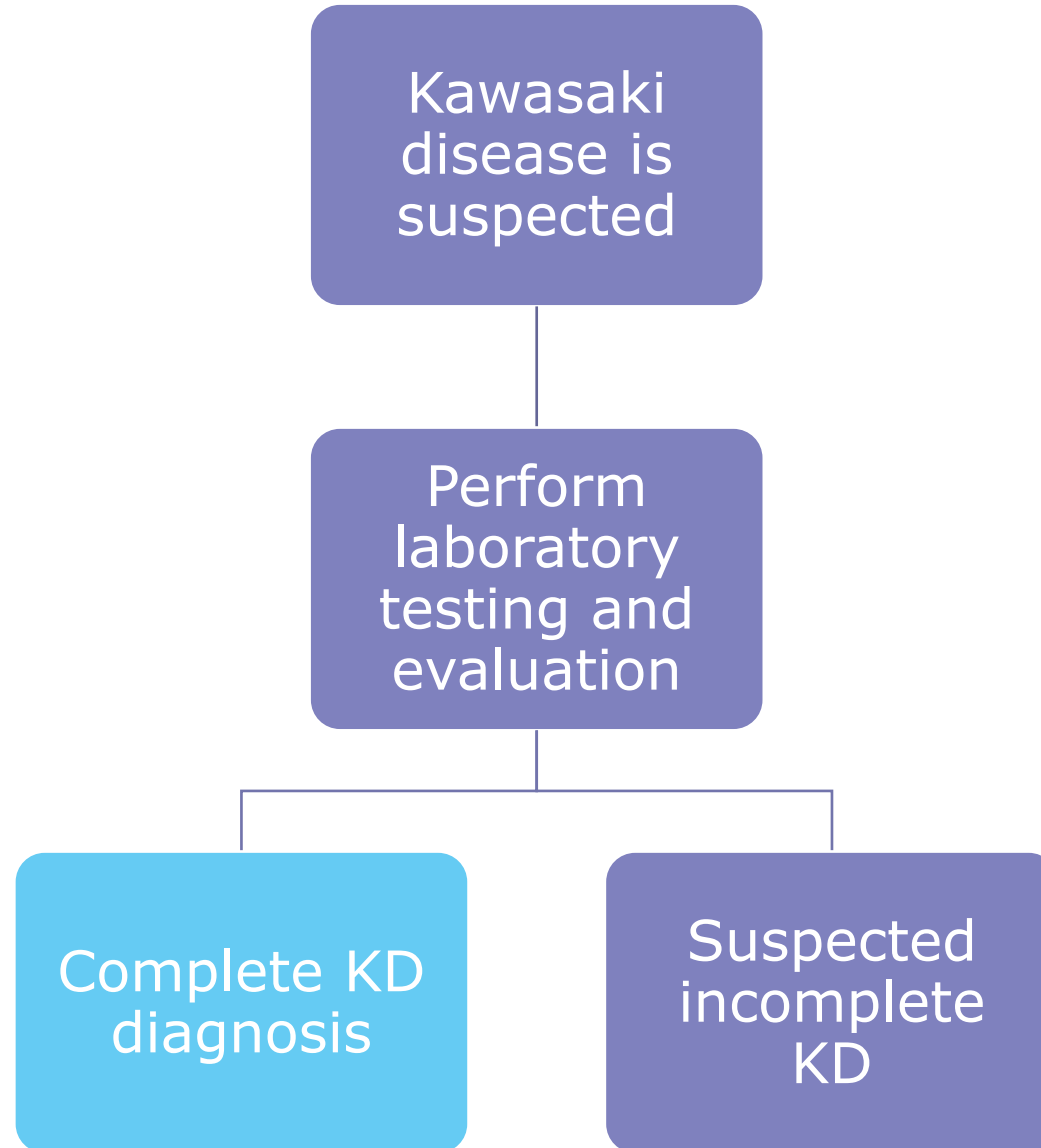 Kawasaki
disease is
suspected
Perform
laboratory
testing and
evaluation
Complete KD
diagnosis
Suspected
incomplete
KD